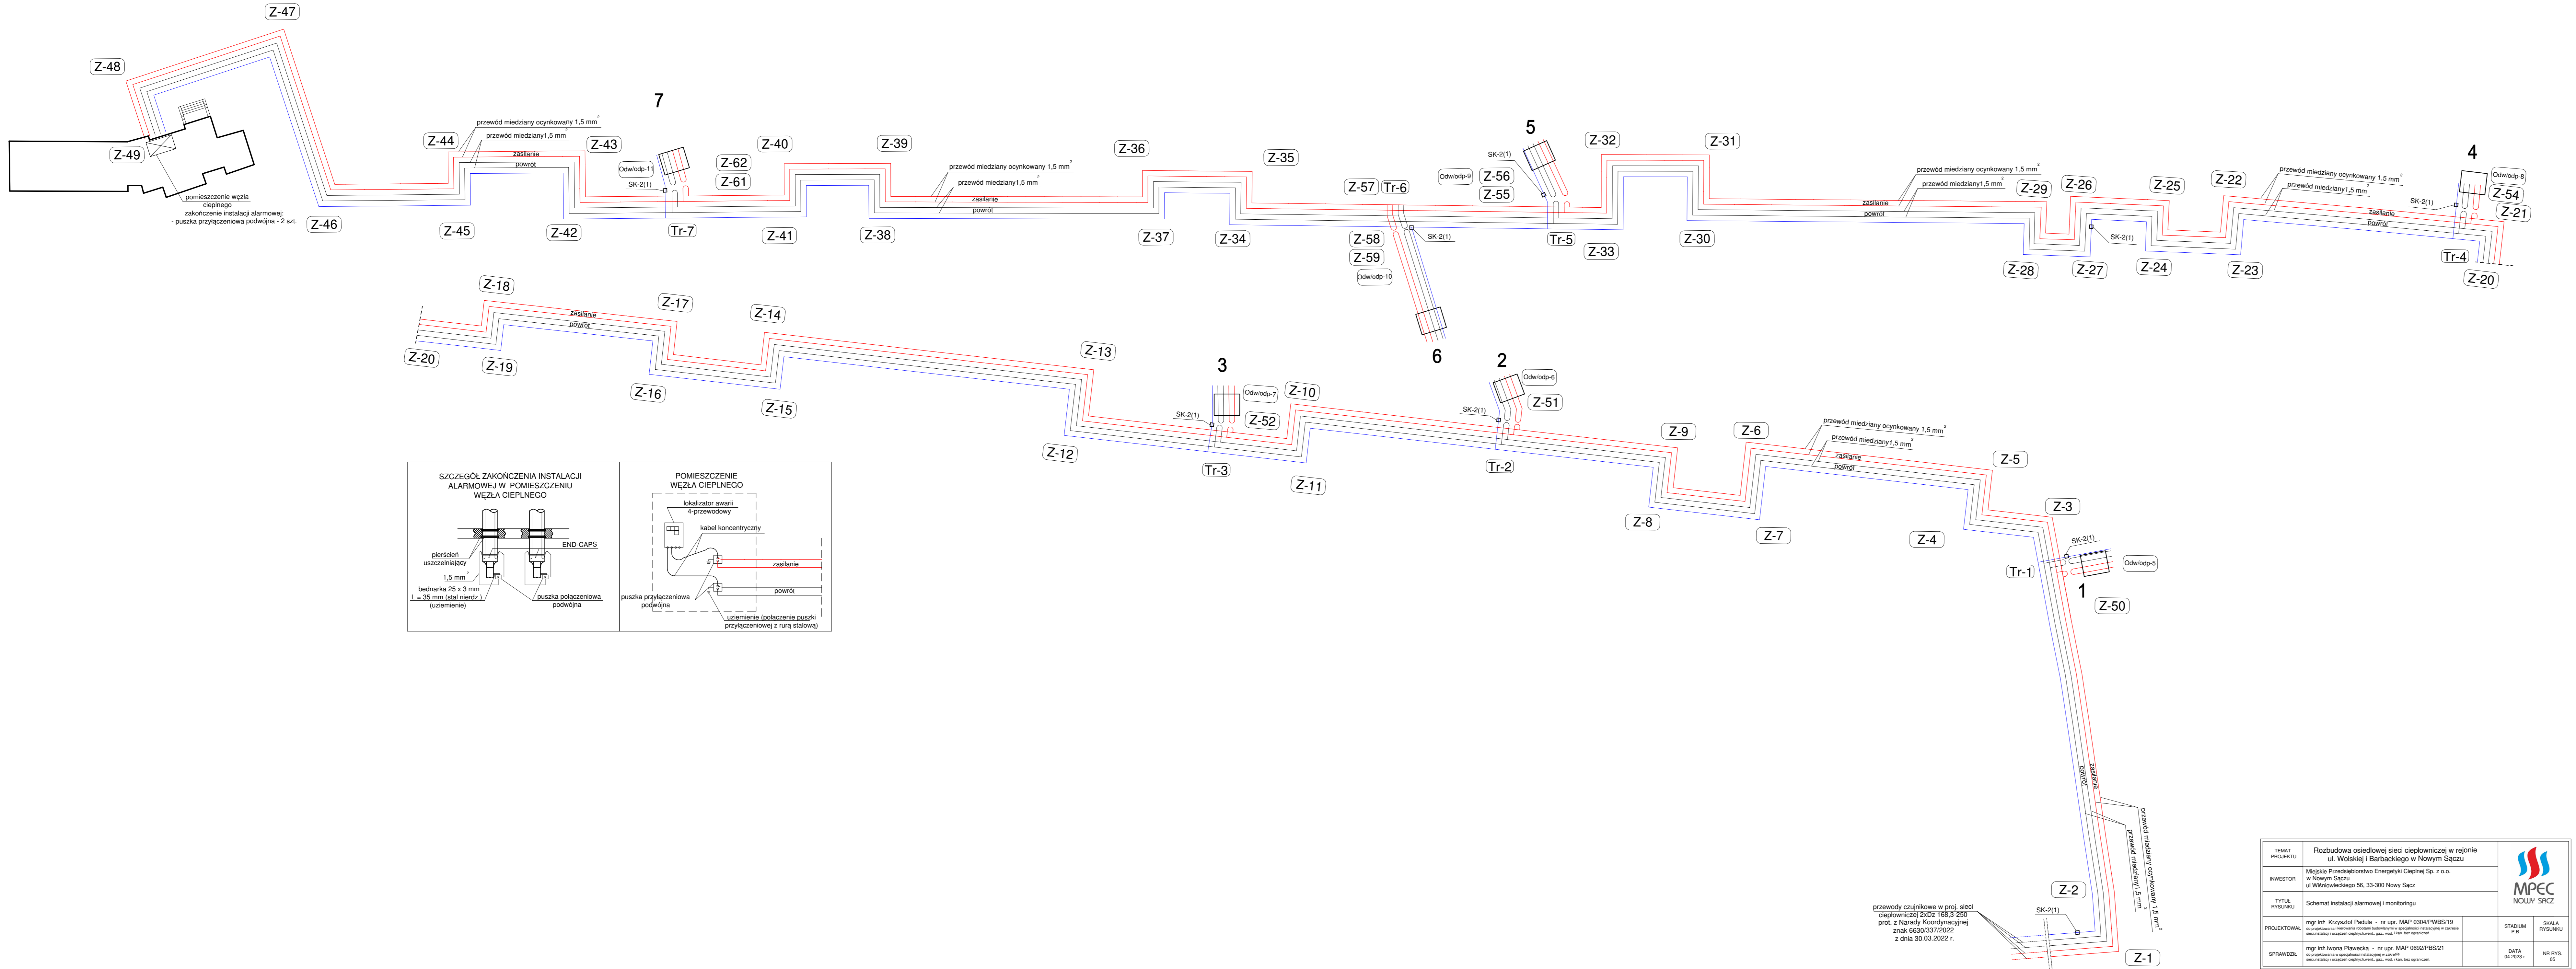 Z-47
Z-48
Z-49
pomieszczenie węzła
cieplnego
zakończenie instalacji alarmowej:
- puszka przyłączeniowa podwójna - 2 szt.
Z-46
Z-44
przewód miedziany ocynkowany 1,5 mm2
przewód miedziany1,5 mm2
zasilanie
powrót
Z-43
Z-45
Z-42
7
Odw/odp-11
SK-2(1)
Z-62
Z-61
Tr-7
Z-40
Z-39
Z-41
Z-38
przewód miedziany ocynkowany 1,5 mm2
przewód miedziany1,5 mm2
zasilanie
powrót
Z-36
Z-35
Z-37
Z-34
Z-57
Tr-6
Z-58
Z-59
Odw/odp-10
SK-2(1)
6
5
SK-2(1)
Odw/odp-9
Z-56
Z-55
Tr-5
Z-32
Z-31
Z-33
Z-30
przewód miedziany ocynkowany 1,5 mm2
przewód miedziany1,5 mm2
zasilanie
powrót
Z-29
Z-26
Z-25
Z-22
Z-28
Z-27
SK-2(1)
Z-24
Z-23
przewód miedziany ocynkowany 1,5 mm2
przewód miedziany1,5 mm2
zasilanie
powrót
4
Odw/odp-8
SK-2(1)
Z-54
Z-21
Tr-4
Z-20
Z-18
Z-17
zasilanie
powrót
Z-20
Z-19
Z-16
Z-14
Z-15
Z-13
Z-12
3
Odw/odp-7
SK-2(1)
Z-52
Tr-3
Z-10
Z-11
2
Odw/odp-6
SK-2(1)
Z-51
Tr-2
Z-9
Z-6
Z-8
Z-7
przewód miedziany ocynkowany 1,5 mm2
przewód miedziany1,5 mm2
zasilanie
powrót
Z-5
Z-4
Z-3
SK-2(1)
Tr-1
Odw/odp-5
1
Z-50
zasilanie
powrót
przewód miedziany ocynkowany 1,5 mm2
przewód miedziany1,5 mm2
Z-2
SK-2(1)
Z-1
przewody czujnikowe w proj. sieci
ciepłowniczej 2xDz 168,3-250
prot. z Narady Koordynacyjnej
znak 6630/337/2022
z dnia 30.03.2022 r.
SZCZEGÓŁ ZAKOŃCZENIA INSTALACJI
ALARMOWEJ W POMIESZCZENIU
WĘZŁA CIEPLNEGO
END-CAPS
pierścień
uszczelniający
1,5 mm2
bednarka 25 x 3 mm
L = 35 mm (stal nierdz.)
(uziemienie)
puszka połączeniowa
podwójna
POMIESZCZENIE
WĘZŁA CIEPLNEGO
lokalizator awarii
4-przewodowy
kabel koncentryczny
zasilanie
powrót
puszka przyłączeniowa
podwójna
uziemienie (połączenie puszki
przyłączeniowej z rurą stalową)
TEMAT
PROJEKTU
Rozbudowa osiedlowej sieci ciepłowniczej w rejonie
ul. Wolskiej i Barbackiego w Nowym Sączu
INWESTOR
Miejskie Przedsiębiorstwo Energetyki Cieplnej Sp. z o.o.
w Nowym Sączu
ul.Wiśniowieckiego 56, 33-300 Nowy Sącz
MPEC
NOWY SĄCZ
TYTUŁ
RYSUNKU
Schemat instalacji alarmowej i monitoringu
PROJEKTOWAŁ
mgr inż. Krzysztof Padula - nr upr. MAP 0304/PWBS/19
STADIUM
P.B
SKALA
RYSUNKU
-
SPRAWDZIŁ
mgr inż.Iwona Pławecka - nr upr. MAP 0692/PBS/21
DATA
04.2023 r.
NR RYS.
05